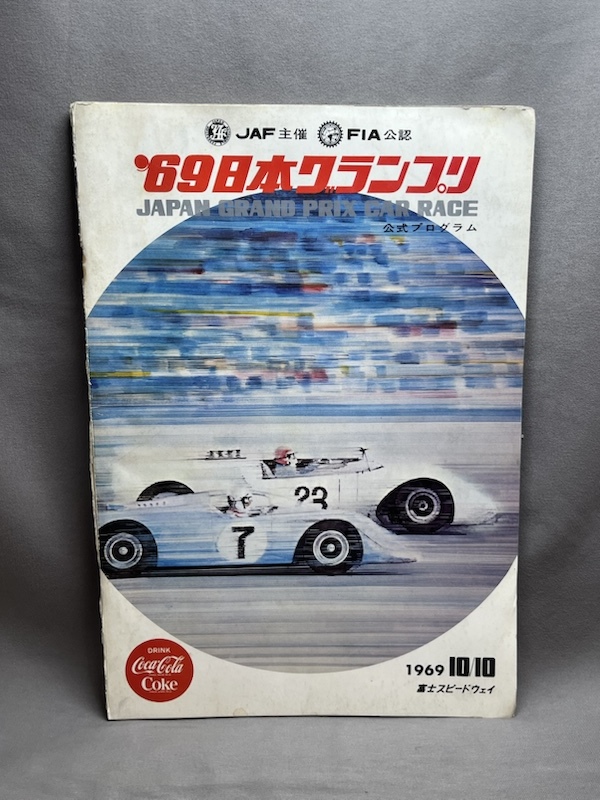 JAF主催 FIA公認
'69日本グランプリ
JAPAN GRAND PRIX CAR RACE
公式プログラム
23
7
DRINK
Coca-Cola
Coke
1969 10/10
富士スピードウェイ